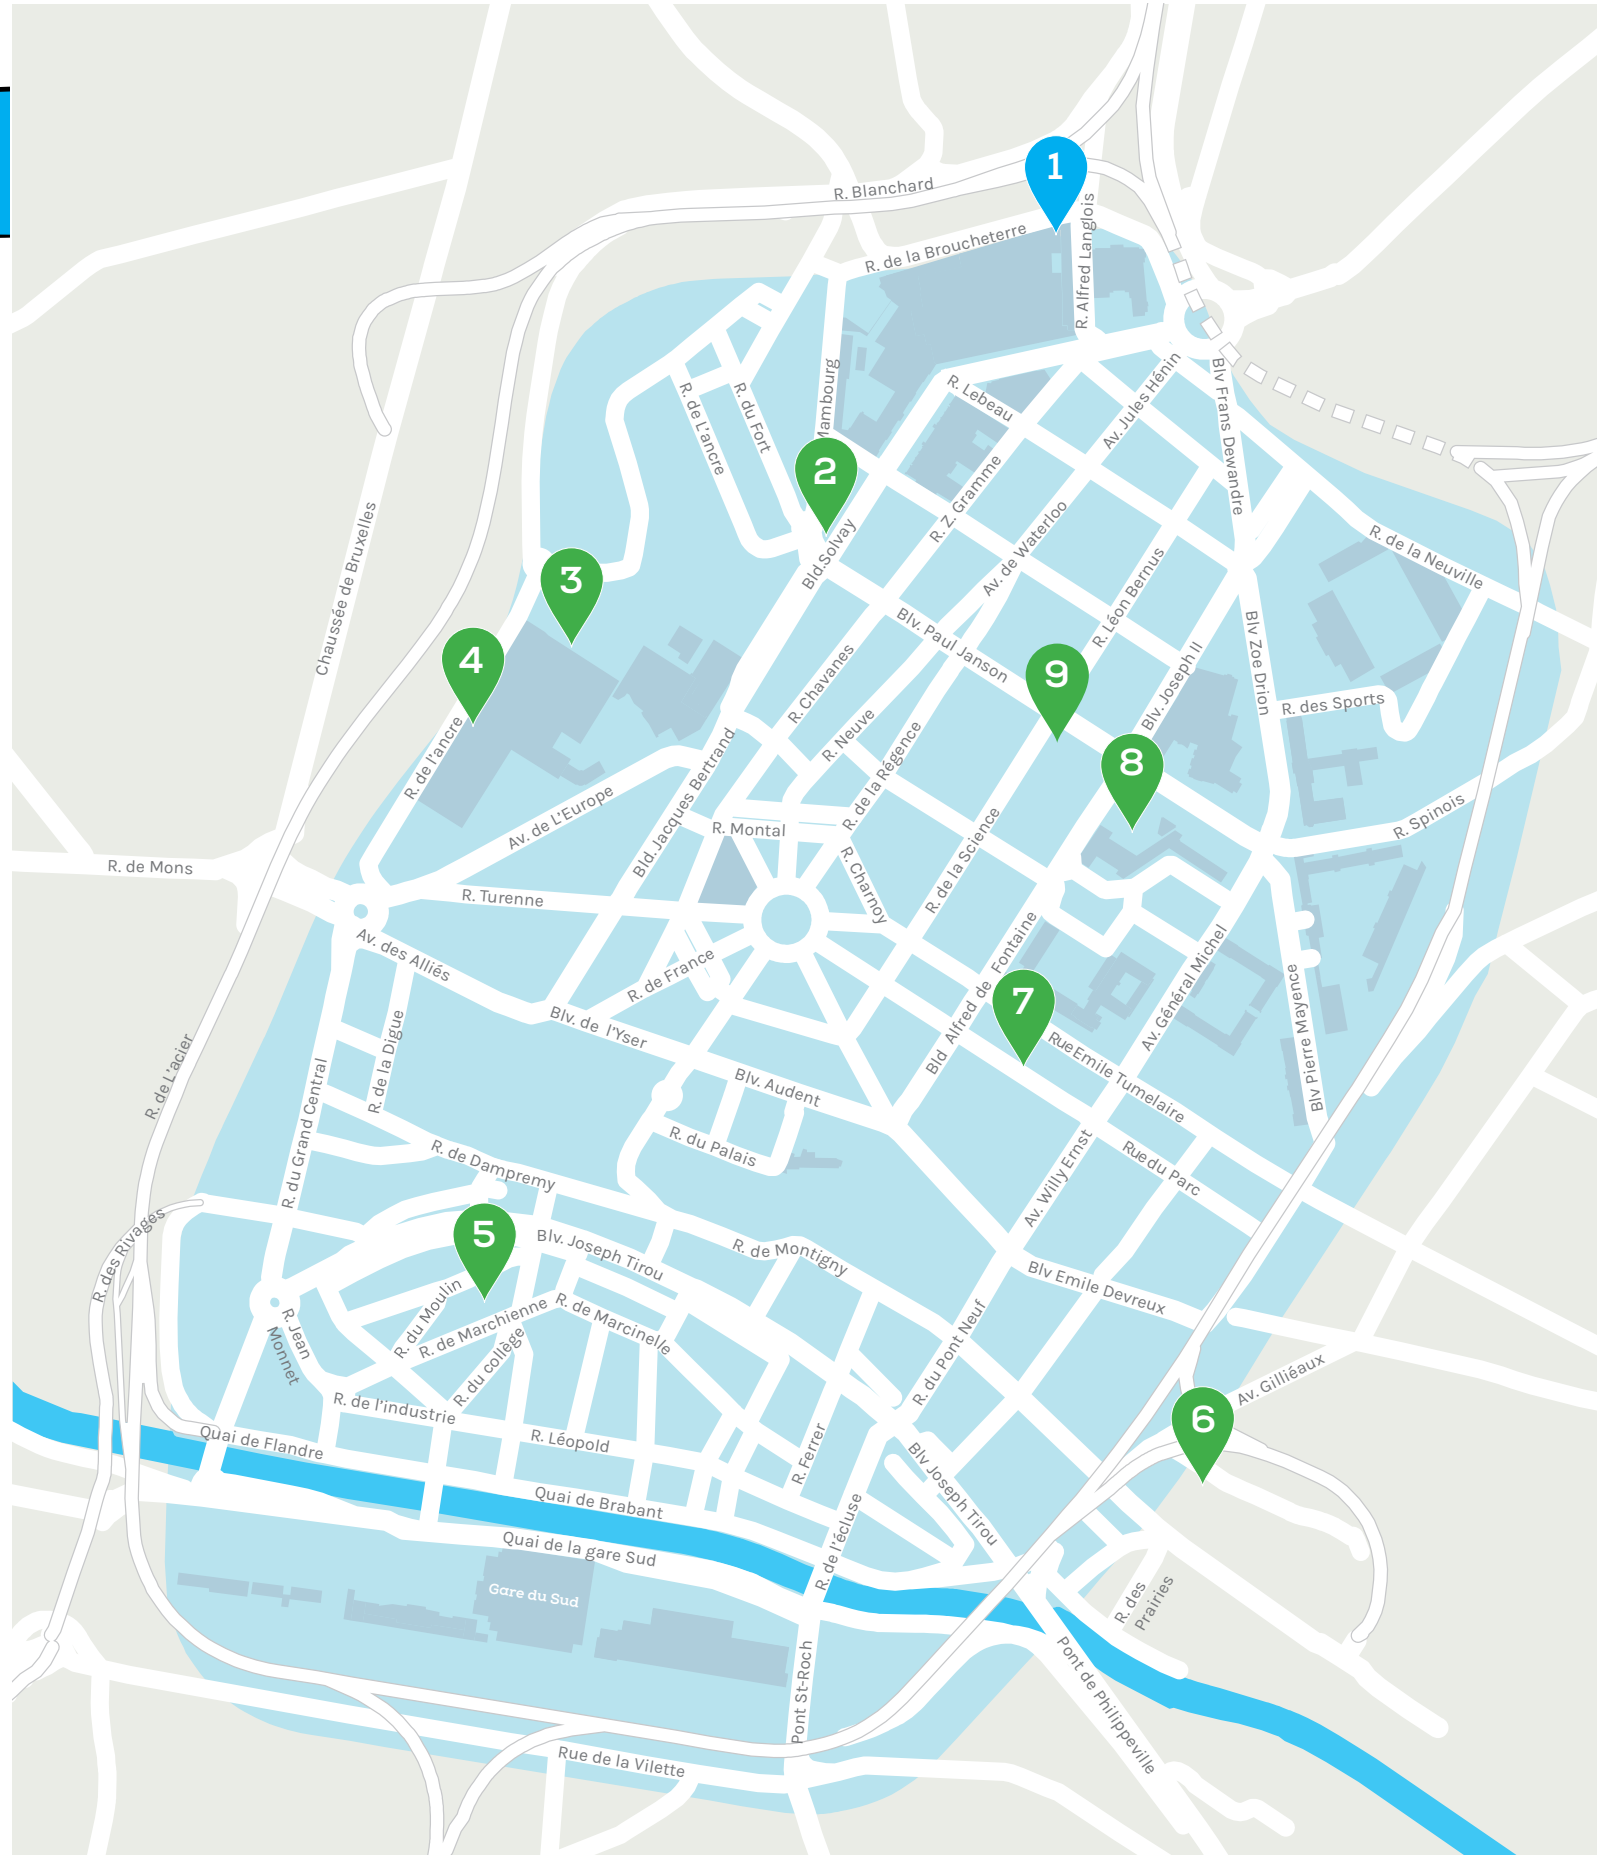 1
R. Blanchard
R. de la Broucheterre
R. Alfred Langlois
Blv Frans Dewandre
Av. Jules Hénin
R. Lebeau
R. de L'ancre
R. du Fort
2
R. Z. Gramme
Av. de Waterloo
Bld.Solvay
R. de la Neuville
Chaussée de Bruxelles
3
R. Léon Bernus
Blv. Paul Janson
Blv Zoe Drion
4
9
Blv. Joseph II
R. Chavanes
R. des Sports
R. Neuve
R. de la Régence
R. de l'ancre
Bld. Jacques Bertrand
8
Av. de L'Europe
R. Montal
R. Spinois
R. de Mons
R. Charnoy
R. de la Science
R. Turenne
Av. des Alliés
R. de France
Bld Alfred de Fontaine
Av. Général Michel
7
Blv Pierre Mayence
Blv. de l'Yser
R. de L'acier
R. de la Digue
Rue Emile Tumelaire
Blv. Audent
R. du Grand Central
R. du Palais
R. de Dampremy
Rue du Parc
Av. Willy Ernst
R. des Rivages
5
Blv. Joseph Tirou
R. de Montigny
Blv Emile Devreux
R. du Moulin
R. de Marchienne
R. de Marcinelle
R. Jean
Monnet
R. du collège
R. du Pont Neuf
Av. Gilliéaux
6
R. de l'industrie
R. Léopold
R. Ferrer
Quai de Flandre
Blv Joseph Tirou
Quai de Brabant
R. de l'écluse
Quai de la gare Sud
Gare du Sud
R. des
Prairies
Pont St-Roch
Pont de Philippeville
Rue de la Vilette